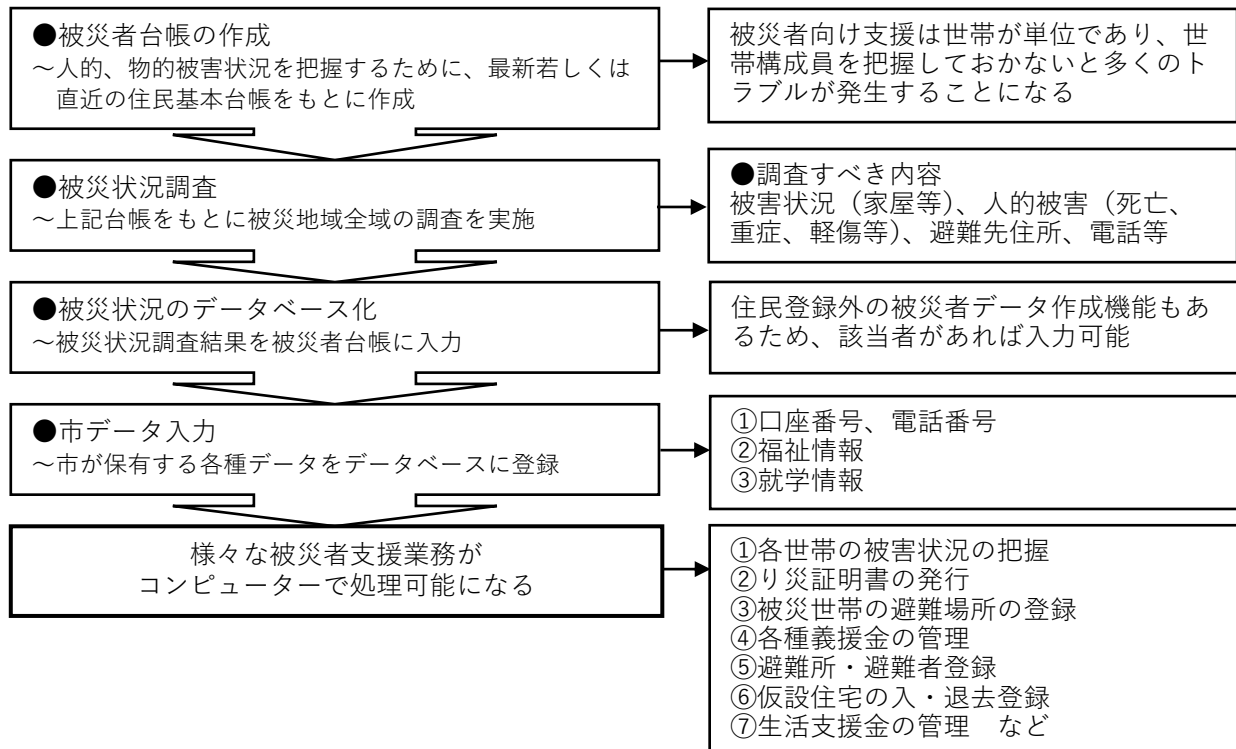 ●被災者台帳の作成
～人的、物的被害状況を把握するために、最新若しくは
直近の住民基本台帳をもとに作成
被災者向け支援は世帯が単位であり、世
帯構成員を把握しておかないと多くのト
ラブルが発生することになる
●被災状況調査
～上記台帳をもとに被災地域全域の調査を実施
●調査すべき内容
被害状況（家屋等）、人的被害（死亡、
重症、軽傷等）、避難先住所、電話等
●被災状況のデータベース化
～被災状況調査結果を被災者台帳に入力
住民登録外の被災者データ作成機能もあ
るため、該当者があれば入力可能
●市データ入力
～市が保有する各種データをデータベースに登録
①口座番号、電話番号
②福祉情報
③就学情報
様々な被災者支援業務が
コンピューターで処理可能になる
①各世帯の被害状況の把握
②り災証明書の発行
③被災世帯の避難場所の登録
④各種義援金の管理
⑤避難所・避難者登録
⑥仮設住宅の入・退去登録
⑦生活支援金の管理　など